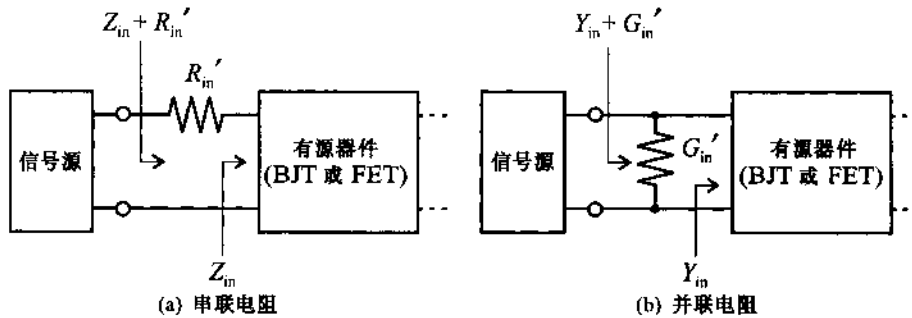 Z_in + R_in′
R_in′
信号源
有源器件
(BJT 或 FET)
Z_in
(a) 串联电阻
Y_in + G_in′
G_in′
信号源
有源器件
(BJT 或 FET)
Y_in
(b) 并联电阻